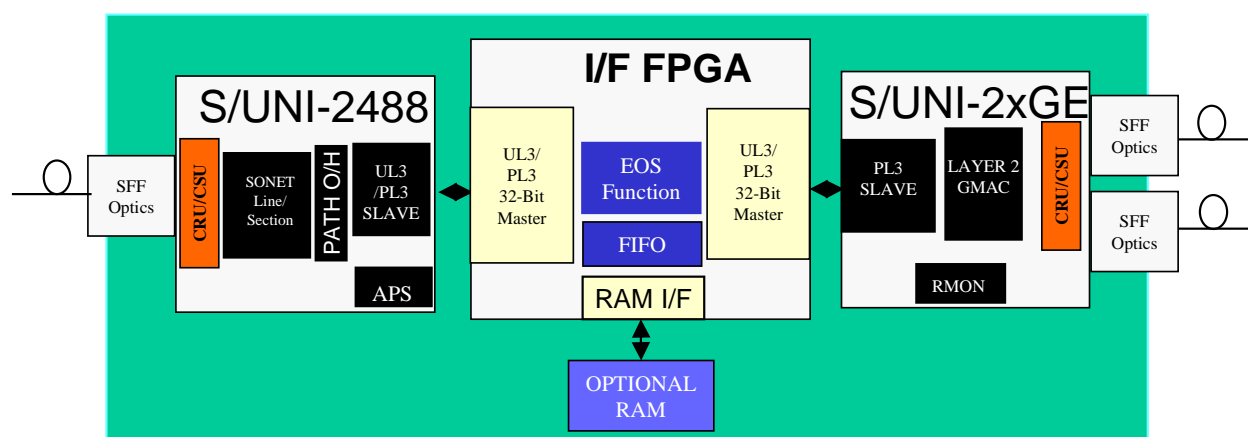 I/F FPGA
S/UNI-2488
S/UNI-2xGE
SFF
Optics
CRU/CSU
SONET
Line/
Section
PATH O/H
UL3
/PL3
SLAVE
APS
UL3/
PL3
32-Bit
Master
EOS
Function
FIFO
RAM I/F
UL3/
PL3
32-Bit
Master
OPTIONAL
RAM
PL3
SLAVE
LAYER 2
GMAC
RMON
CRU/CSU
SFF
Optics
SFF
Optics